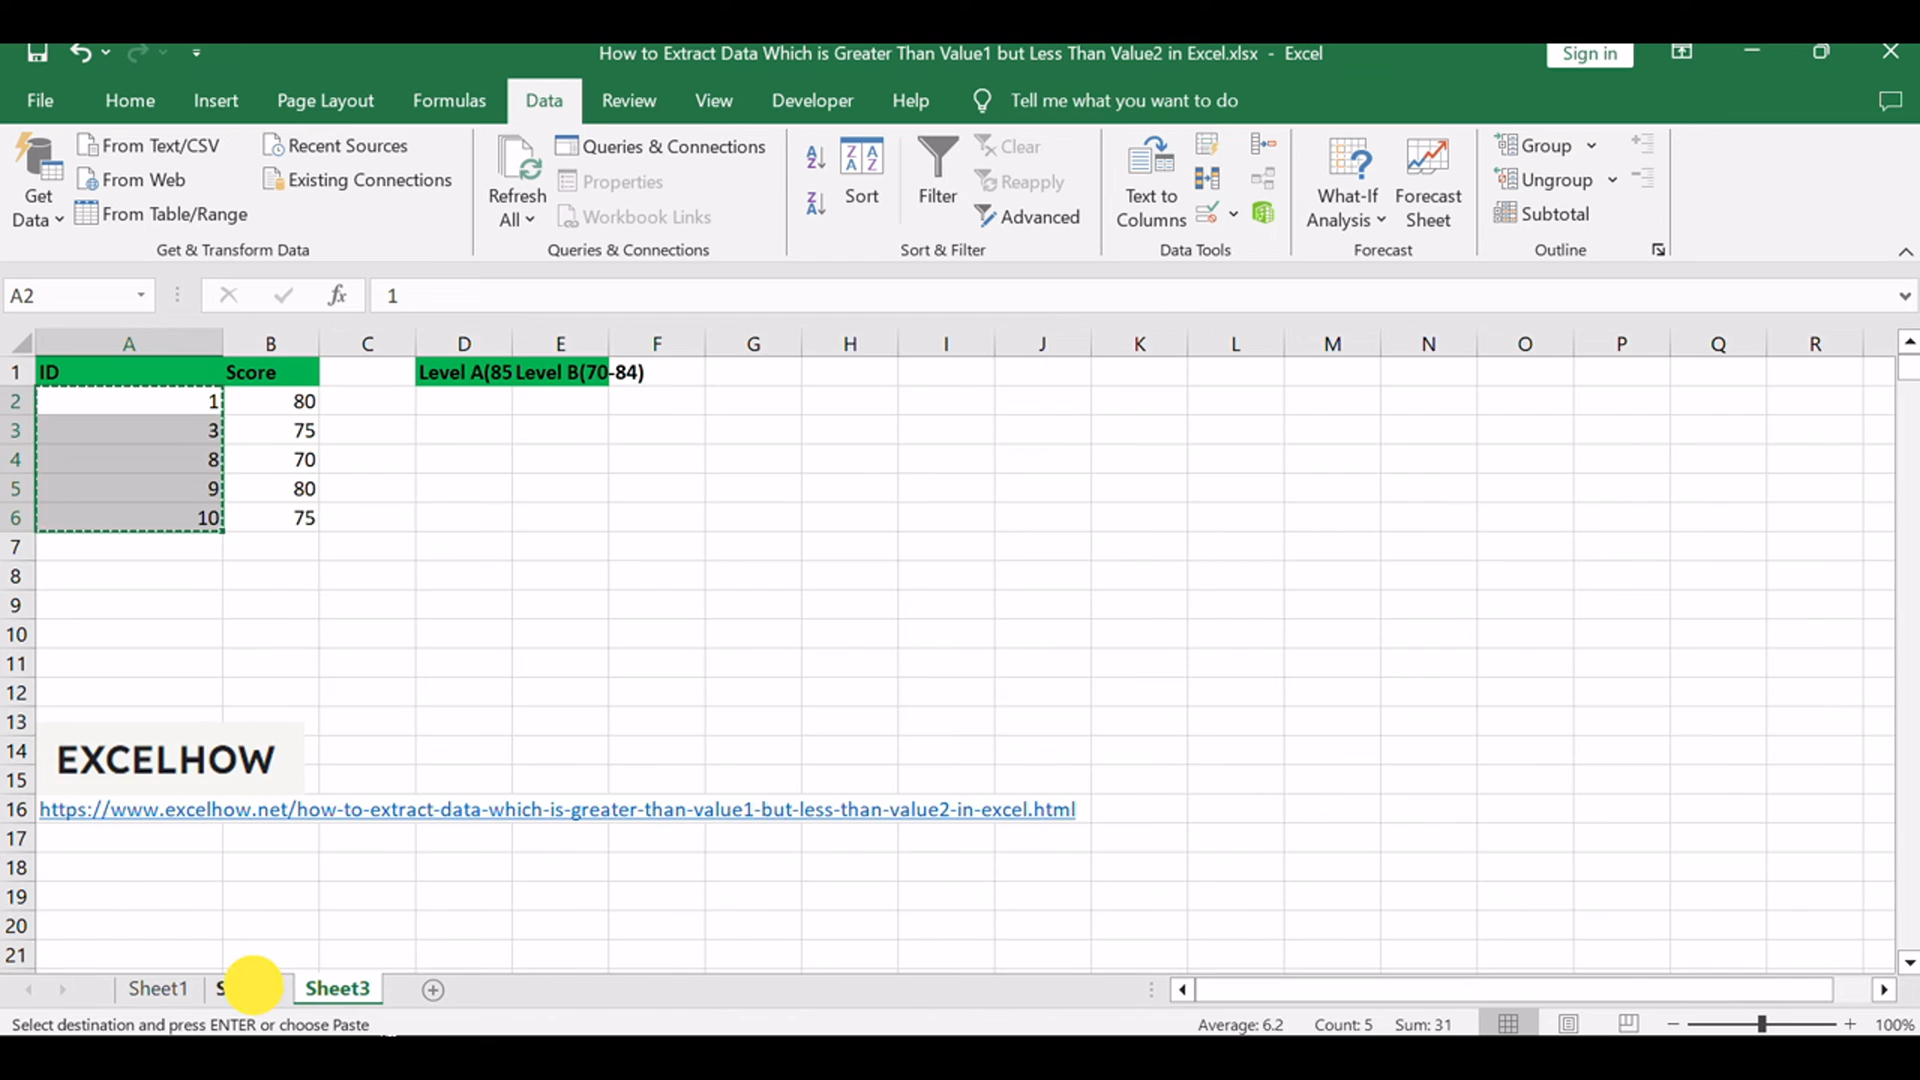 How to Extract Data Which is Greater Than Value1 but Less Than Value2 in Excel.xlsx - Excel
Sign in
File Home Insert Page Layout Formulas Data Review View Developer Help Tell me what you want to do
Get Data
From Text/CSV
From Web
From Table/Range
Recent Sources
Existing Connections
Get & Transform Data
Refresh All
Queries & Connections
Properties
Workbook Links
Queries & Connections
Sort
Filter
Clear
Reapply
Advanced
Sort & Filter
Text to Columns
Data Tools
What-If Analysis
Forecast Sheet
Forecast
Group
Ungroup
Subtotal
Outline
A2 fx 1
A B C D E F G H I J K L M N O P Q R
1 ID Score Level A(85 Level B(70-84)
2 1 80
3 3 75
4 8 70
5 9 80
6 10 75
7
8
9
10
11
12
13
14
15
EXCELHOW
16 https://www.excelhow.net/how-to-extract-data-which-is-greater-than-value1-but-less-than-value2-in-excel.html
17
18
19
20
21
Sheet1 Sheet3
Select destination and press ENTER or choose Paste
Average: 6.2 Count: 5 Sum: 31 100%